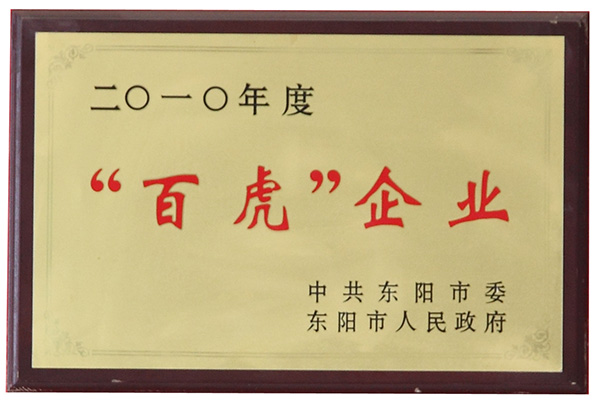 二〇一〇年度
“百虎”企业
中共东阳市委
东阳市人民政府